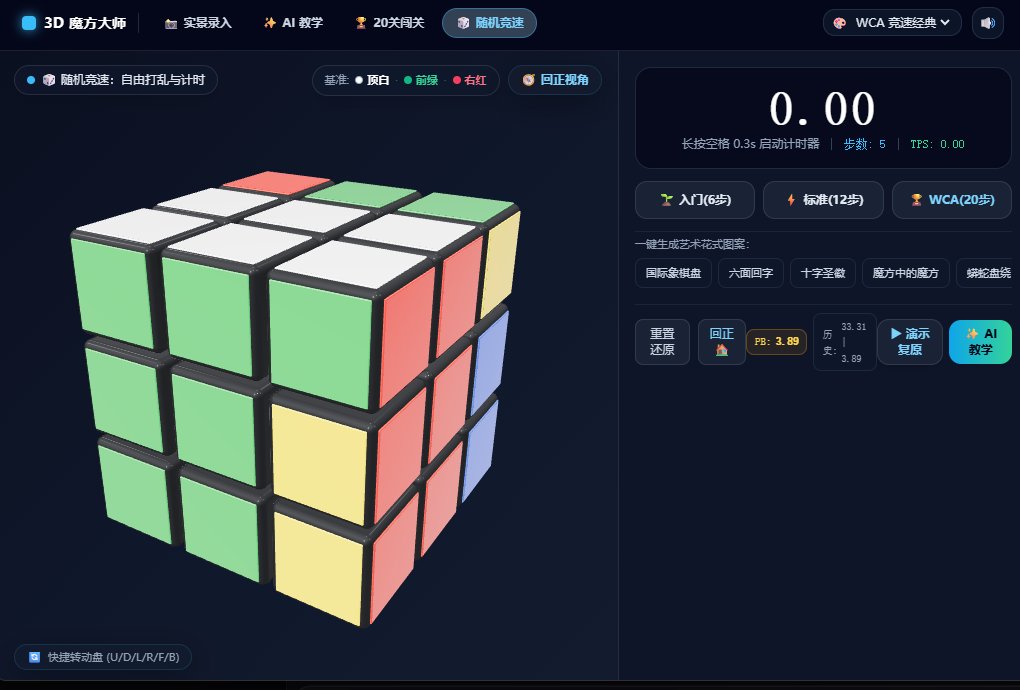 3D 魔方大师
实景录入
AI 教学
20关闯关
随机竞速
WCA 竞速经典
随机竞速：自由打乱与计时
基准: 顶白 · 前绿 · 右红
回正视角
0.00
长按空格 0.3s 启动计时器 | 步数: 5 | TPS: 0.00
入门(6步)
标准(12步)
WCA(20步)
一键生成艺术花式图案:
国际象棋盘
六面回字
十字圣徽
魔方中的魔方
蟒蛇盘绕
重置
还原
回正
PB: 3.89
历
史:
33.31
|
3.89
▶ 演示
复原
AI
教学
快捷转动盘 (U/D/L/R/F/B)